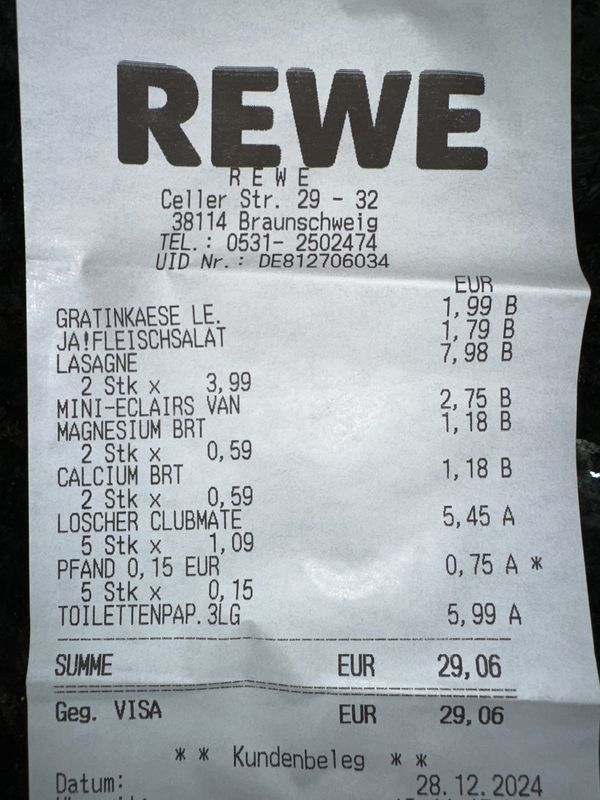 REWE
R E W E
Celler Str. 29 - 32
38114 Braunschweig
TEL.: 0531- 2502474
UID Nr.: DE812706034
EUR
GRATINKAESE LE. 1,99 B
JA!FLEISCHSALAT 1,79 B
LASAGNE 7,98 B
2 Stk x 3,99
MINI-ECLAIRS VAN 2,75 B
MAGNESIUM BRT 1,18 B
2 Stk x 0,59
CALCIUM BRT 1,18 B
2 Stk x 0,59
LOSCHER CLUBMATE 5,45 A
5 Stk x 1,09
PFAND 0,15 EUR 0,75 A *
5 Stk x 0,15
TOILETTENPAP.3LG 5,99 A
SUMME EUR 29,06
Geg. VISA EUR 29,06
* * Kundenbeleg * *
Datum: 28.12.2024